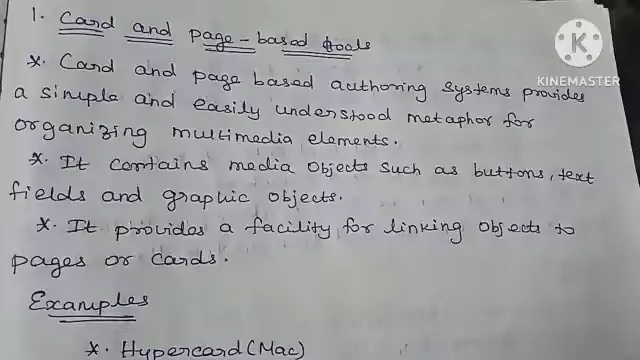 1. Card and page-based tools
* Card and page based authoring systems provides
a simple and easily understood metaphor for
organizing multimedia elements.
* It contains media objects such as buttons, text
fields and graphic objects.
* It provides a facility for linking objects to
pages or cards.
Examples
* Hypercard (Mac)
KINEMASTER